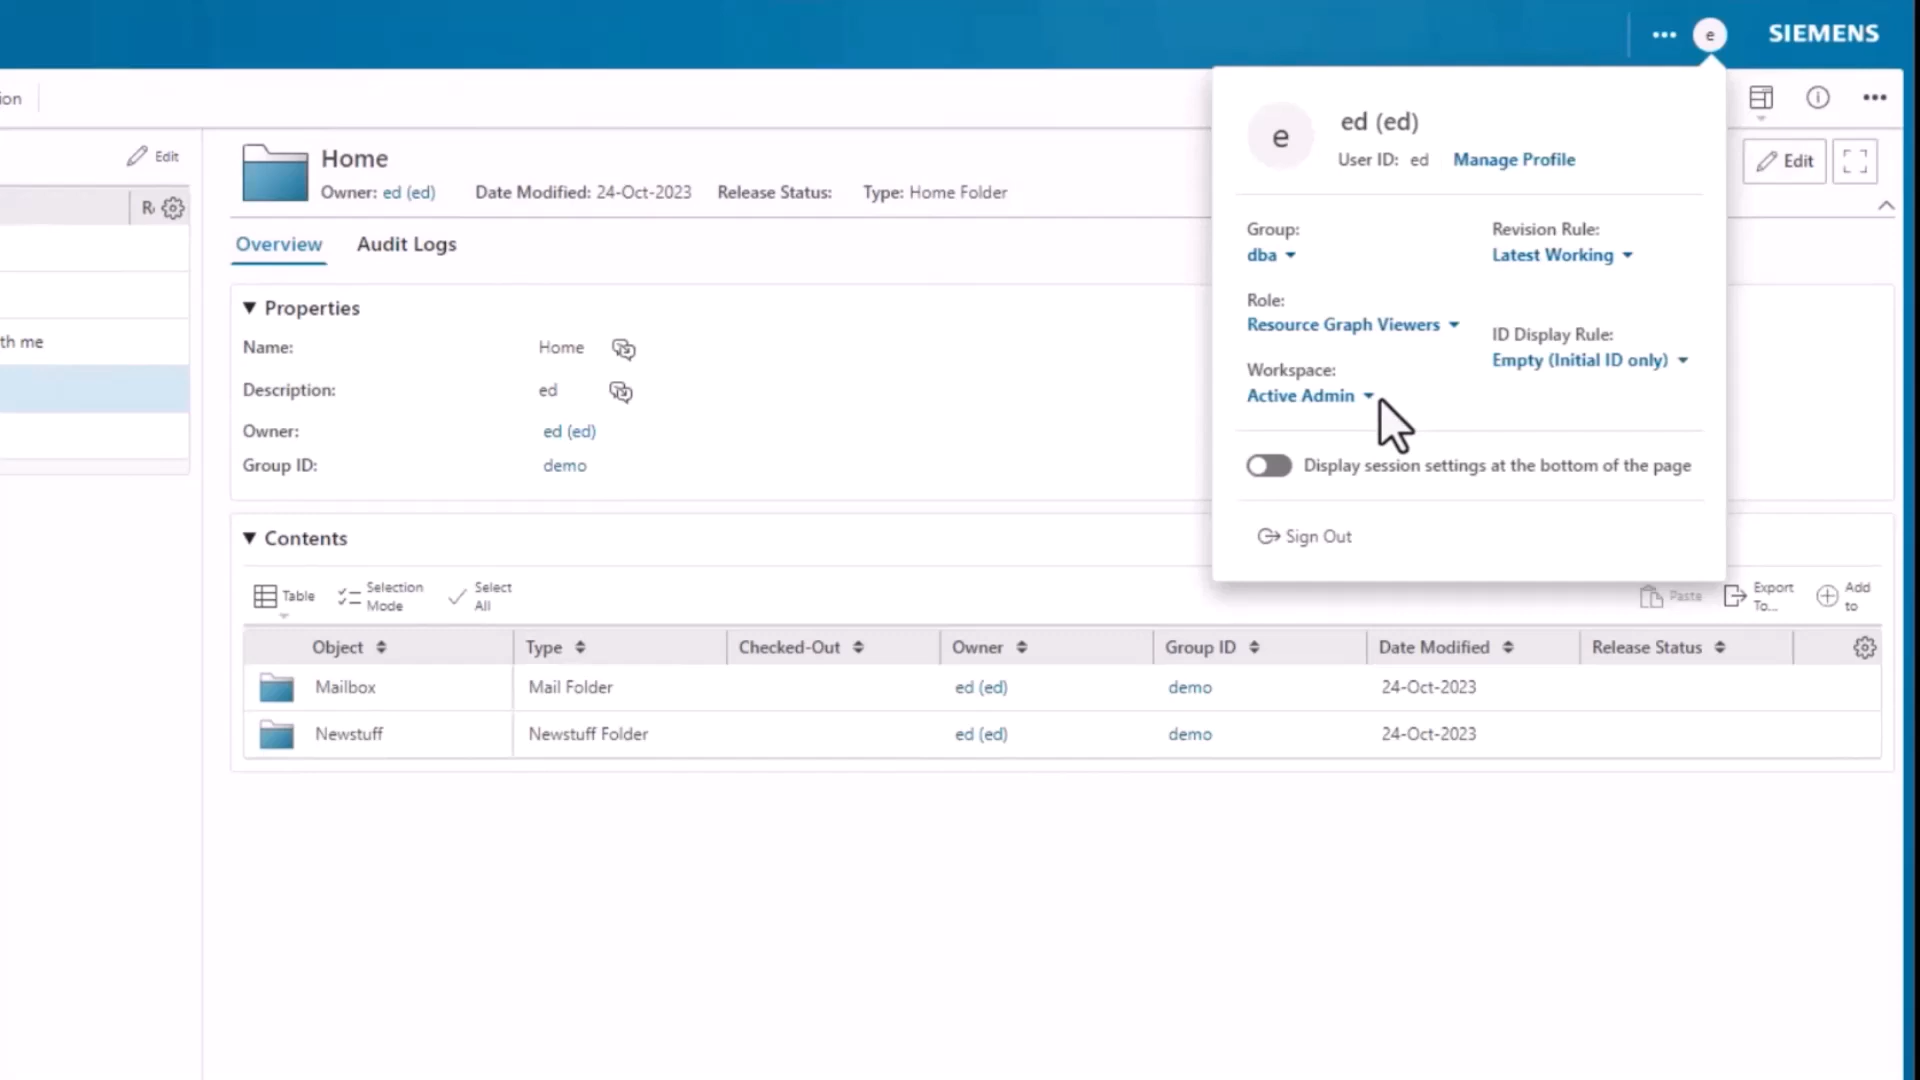 e
SIEMENS
ion
Edit
R
th me
Home
Owner: ed (ed) Date Modified: 24-Oct-2023 Release Status: Type: Home Folder
Overview Audit Logs
Properties
Name: Home
Description: ed
Owner: ed (ed)
Group ID: demo
e
ed (ed)
User ID: ed Manage Profile
Group:
dba
Role:
Resource Graph Viewers
Workspace:
Active Admin
Revision Rule:
Latest Working
ID Display Rule:
Empty (Initial ID only)
Display session settings at the bottom of the page
Sign Out
Edit
Contents
Table
Selection
Mode
Select
All
Paste
Export
To...
Add
to
Object Type Checked-Out Owner Group ID Date Modified Release Status
Mailbox Mail Folder ed (ed) demo 24-Oct-2023
Newstuff Newstuff Folder ed (ed) demo 24-Oct-2023